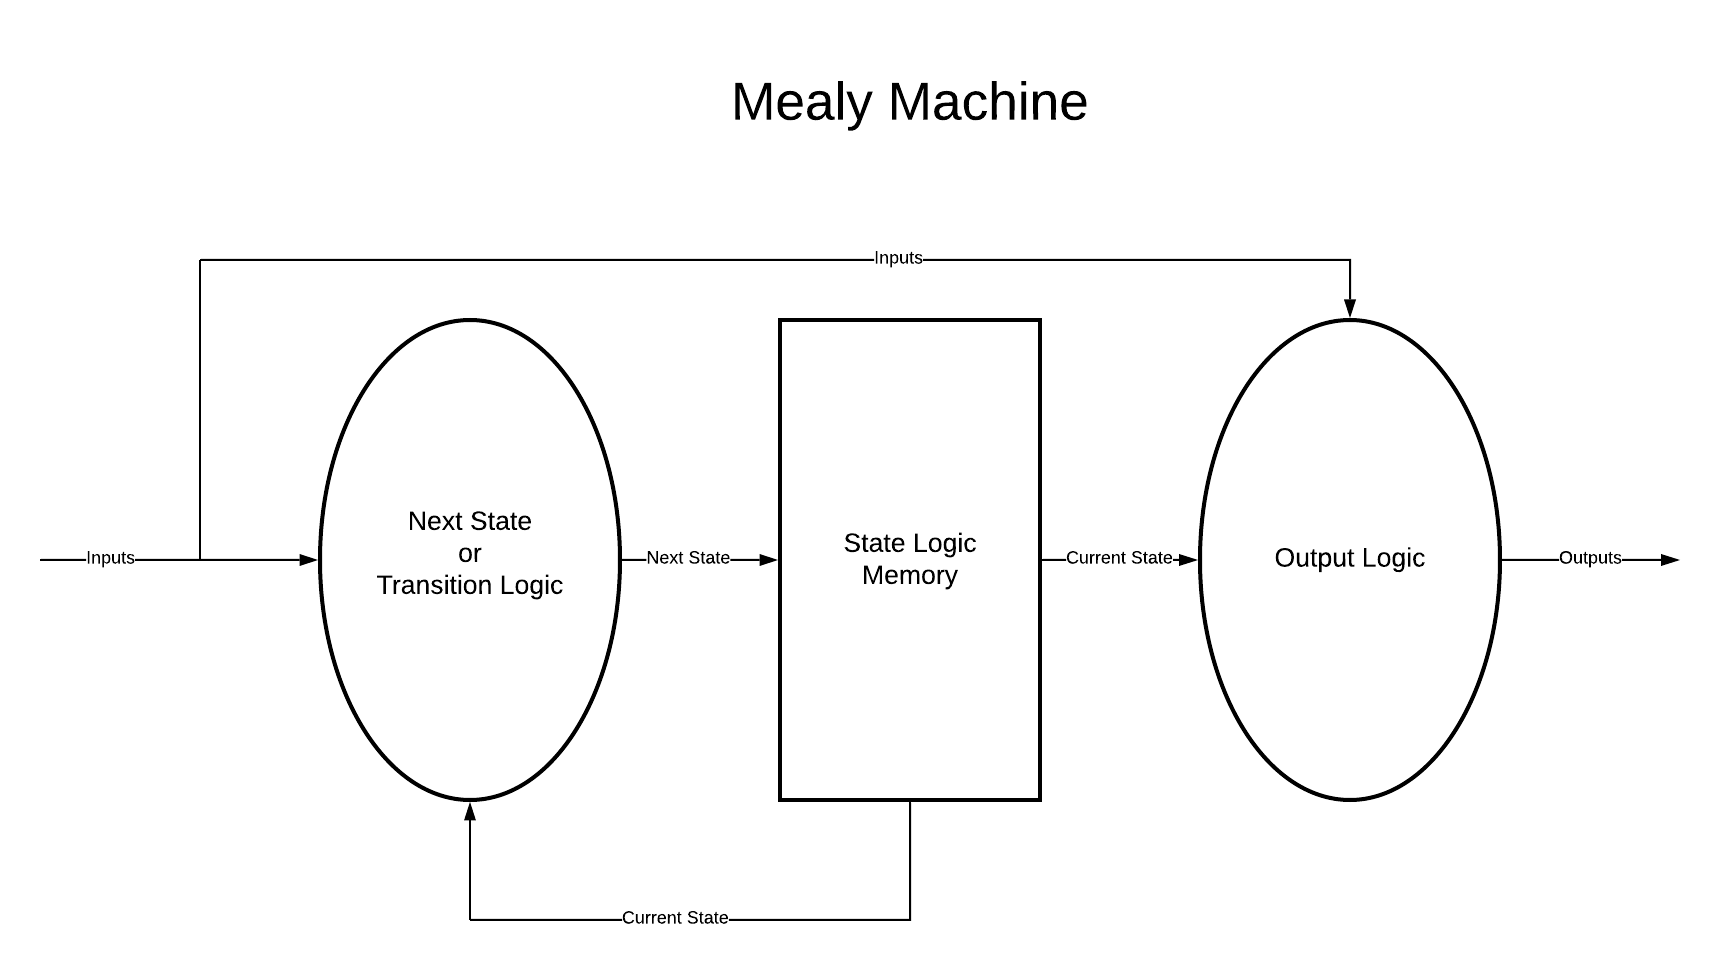 Mealy Machine
Inputs
Inputs
Next State
or
Transition Logic
Next State
State Logic
Memory
Current State
Output Logic
Outputs
Current State